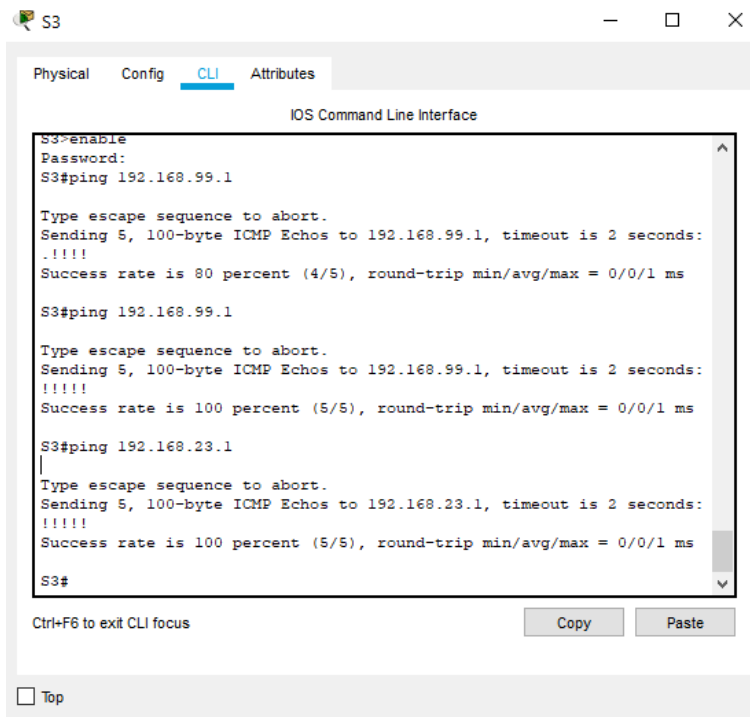 S3
Physical Config CLI Attributes
IOS Command Line Interface
S3>enable
Password:
S3#ping 192.168.99.1
Type escape sequence to abort.
Sending 5, 100-byte ICMP Echos to 192.168.99.1, timeout is 2 seconds:
.!!!!
Success rate is 80 percent (4/5), round-trip min/avg/max = 0/0/1 ms
S3#ping 192.168.99.1
Type escape sequence to abort.
Sending 5, 100-byte ICMP Echos to 192.168.99.1, timeout is 2 seconds:
!!!!!
Success rate is 100 percent (5/5), round-trip min/avg/max = 0/0/1 ms
S3#ping 192.168.23.1
Type escape sequence to abort.
Sending 5, 100-byte ICMP Echos to 192.168.23.1, timeout is 2 seconds:
!!!!!
Success rate is 100 percent (5/5), round-trip min/avg/max = 0/0/1 ms
S3#
Ctrl+F6 to exit CLI focus
Copy Paste
Top